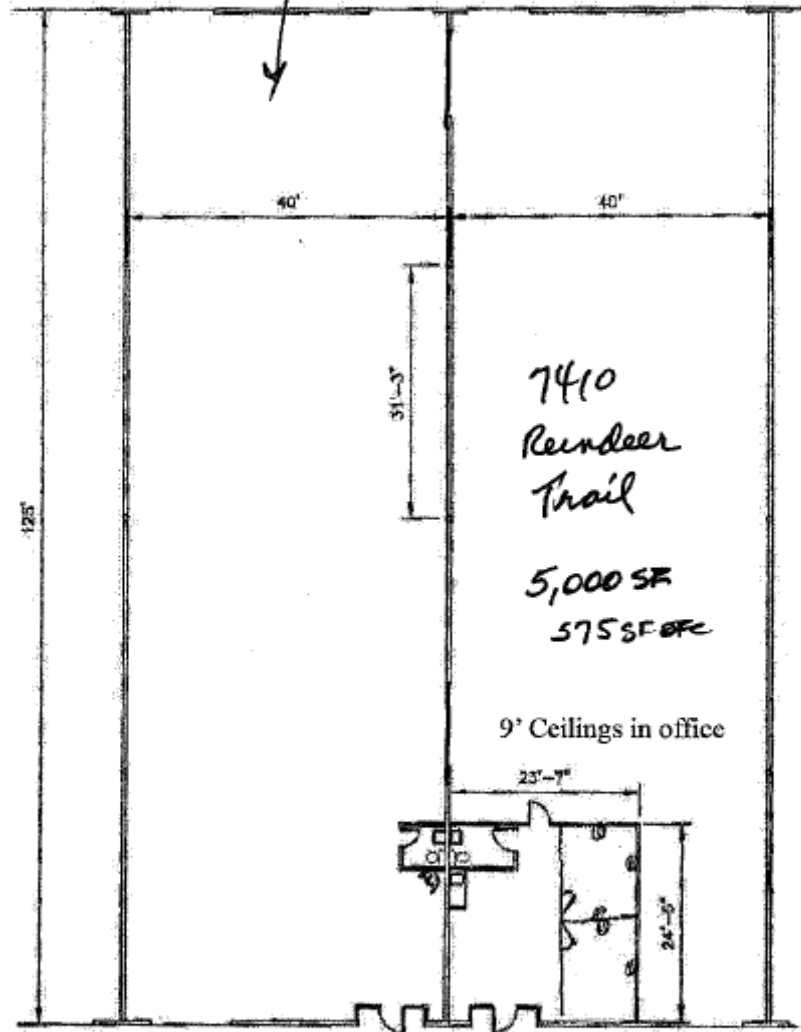 40'
40'
31'-3"
125'
7410
Reindeer
Trail
5,000 SF
575 SF OFC
9' Ceilings in office
23'-7"
24'-5"